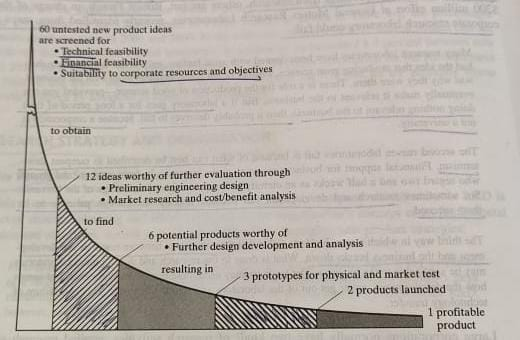 60 untested new product ideas
are screened for
• Technical feasibility
• Financial feasibility
• Suitability to corporate resources and objectives
to obtain
12 ideas worthy of further evaluation through
• Preliminary engineering design
• Market research and cost/benefit analysis
to find
6 potential products worthy of
• Further design development and analysis
resulting in
3 prototypes for physical and market test
2 products launched
1 profitable
product